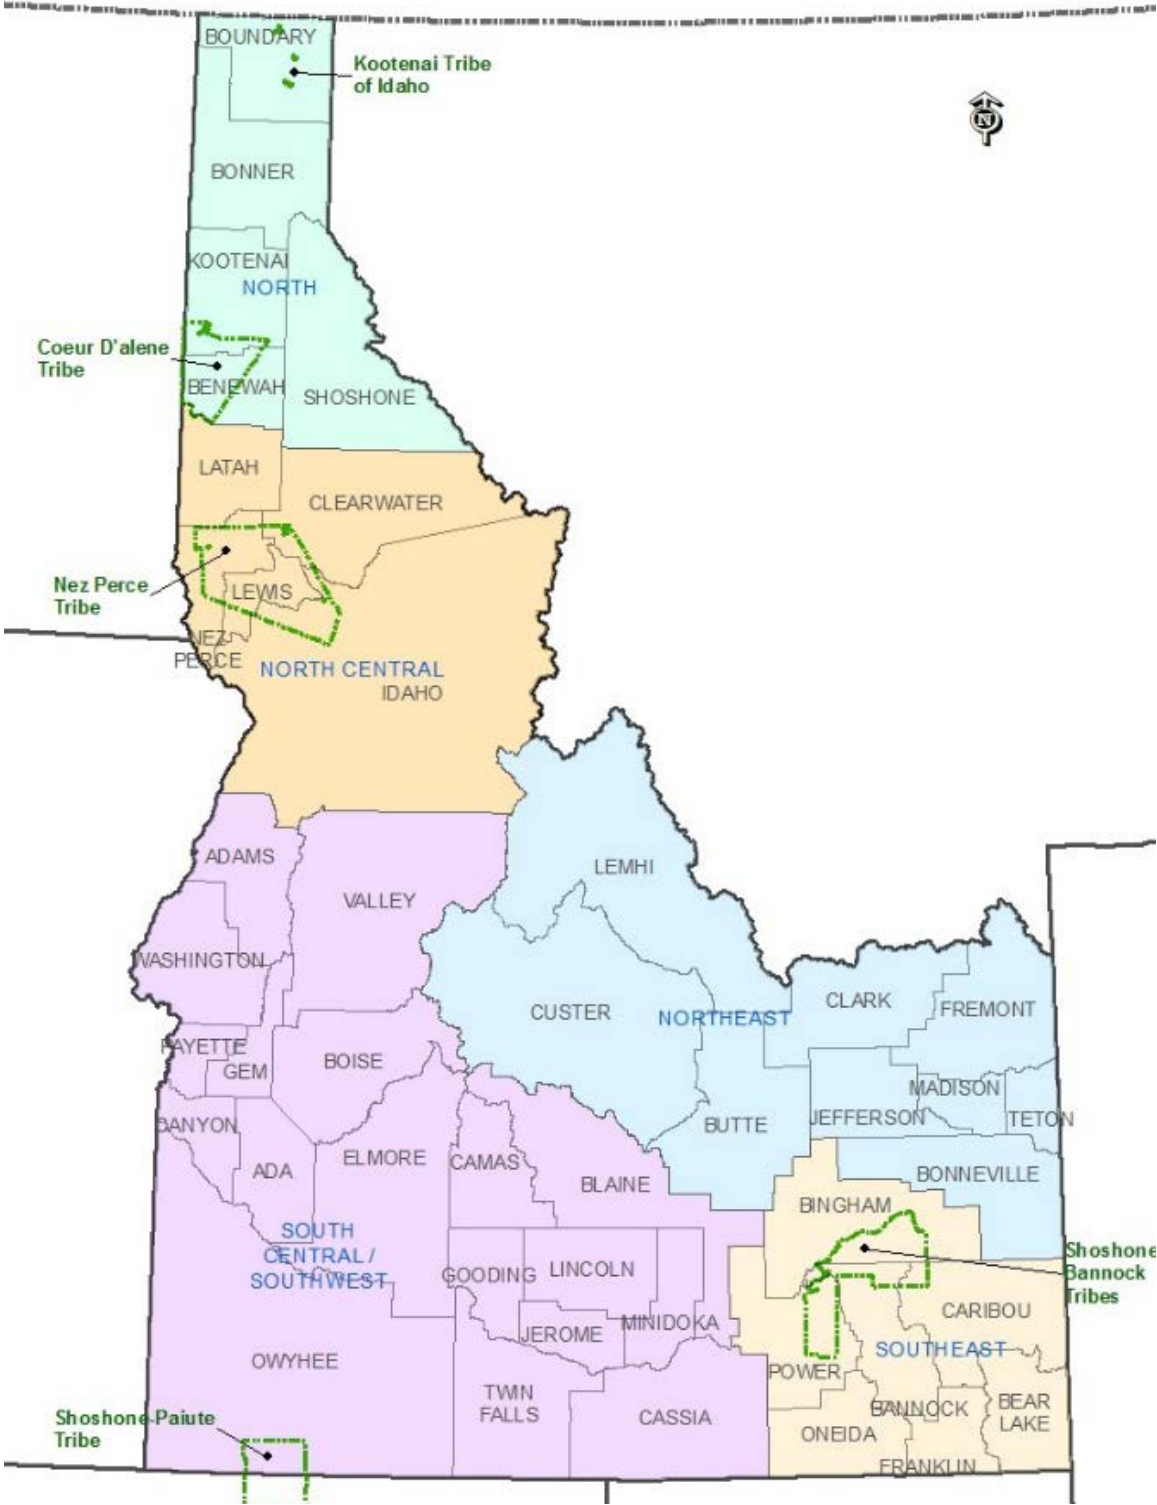 BOUNDARY
Kootenai Tribe
of Idaho
N
BONNER
KOOTENAI
NORTH
Coeur D'alene
Tribe
BENEWAH
SHOSHONE
LATAH
CLEARWATER
Nez Perce
Tribe
LEWIS
NEZ
PERCE
NORTH CENTRAL
IDAHO
ADAMS
LEMHI
VALLEY
WASHINGTON
CUSTER
NORTHEAST
CLARK
FREMONT
PAYETTE
GEM
BOISE
MADISON
CANYON
BUTTE
JEFFERSON
TETON
ADA
ELMORE
CAMAS
BLAINE
BONNEVILLE
BINGHAM
SOUTH
CENTRAL /
SOUTHWEST
GOODING
LINCOLN
Shoshone
Bannock
Tribes
CARIBOU
JEROME
MINIDOKA
SOUTHEAST
OWYHEE
POWER
TWIN
FALLS
CASSIA
BANNOCK
BEAR
LAKE
ONEIDA
Shoshone-Paiute
Tribe
FRANKLIN